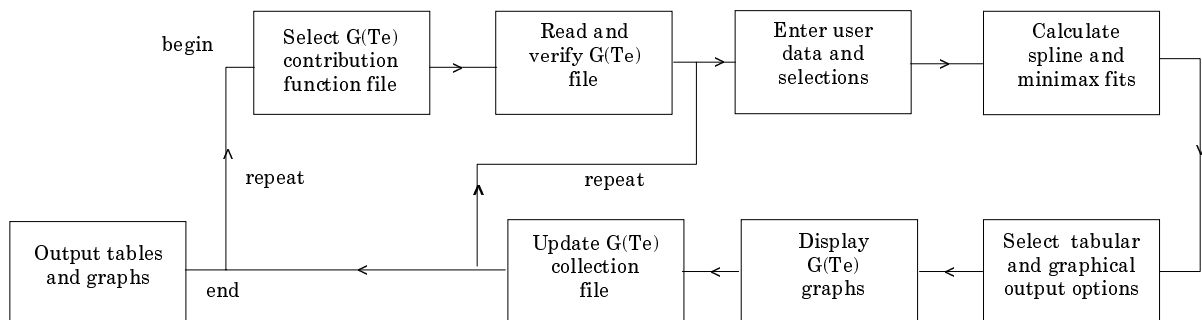 begin
Select G(Te)
contribution
function file
Read and
verify G(Te)
file
Enter user
data and
selections
Calculate
spline and
minimax fits
repeat
repeat
Output tables
and graphs
end
Update G(Te)
collection
file
Display
G(Te)
graphs
Select tabular
and graphical
output options